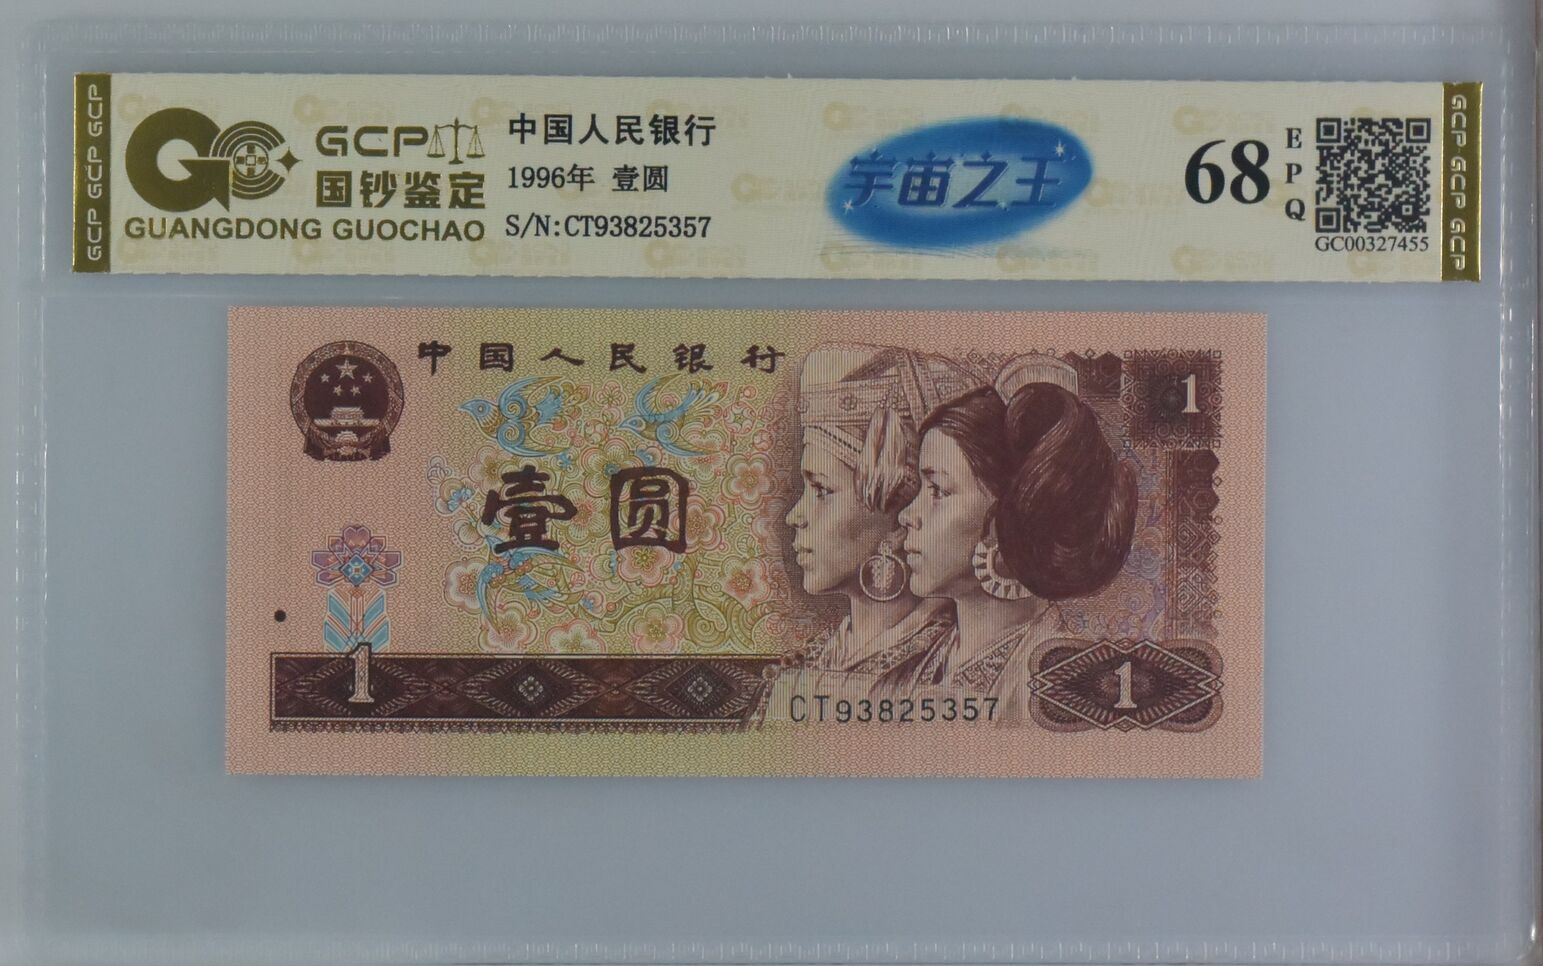 GCP GCP GCP
GCP
国钞鉴定
GUANGDONG GUOCHAO
中国人民银行
1996年 壹圆
S/N:CT93825357
宇宙之王
68
EPQ
GC00327455
GCP GCP GCP
中国人民银行
1
壹圆
1
CT93825357
1